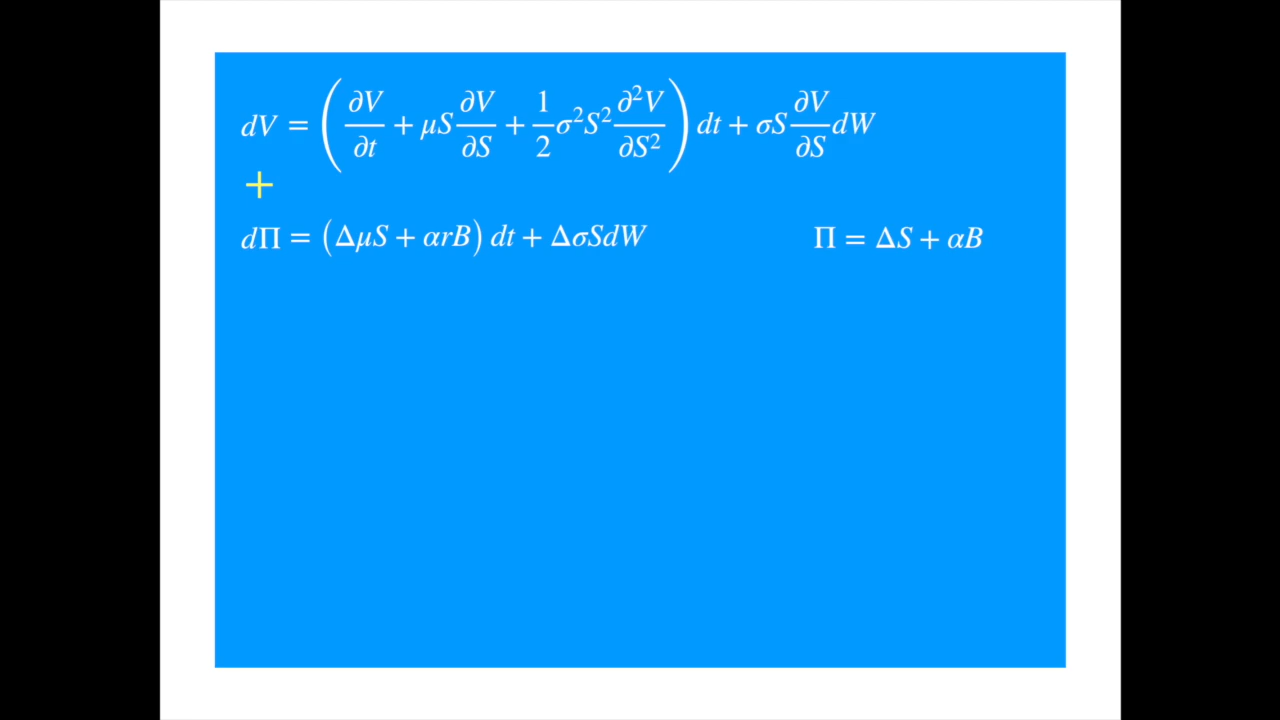 dV = (∂V/∂t + μS ∂V/∂S + 1/2 σ²S² ∂²V/∂S²) dt + σS ∂V/∂S dW
+
dΠ = (ΔμS + αrB) dt + ΔσSdW Π = ΔS + αB